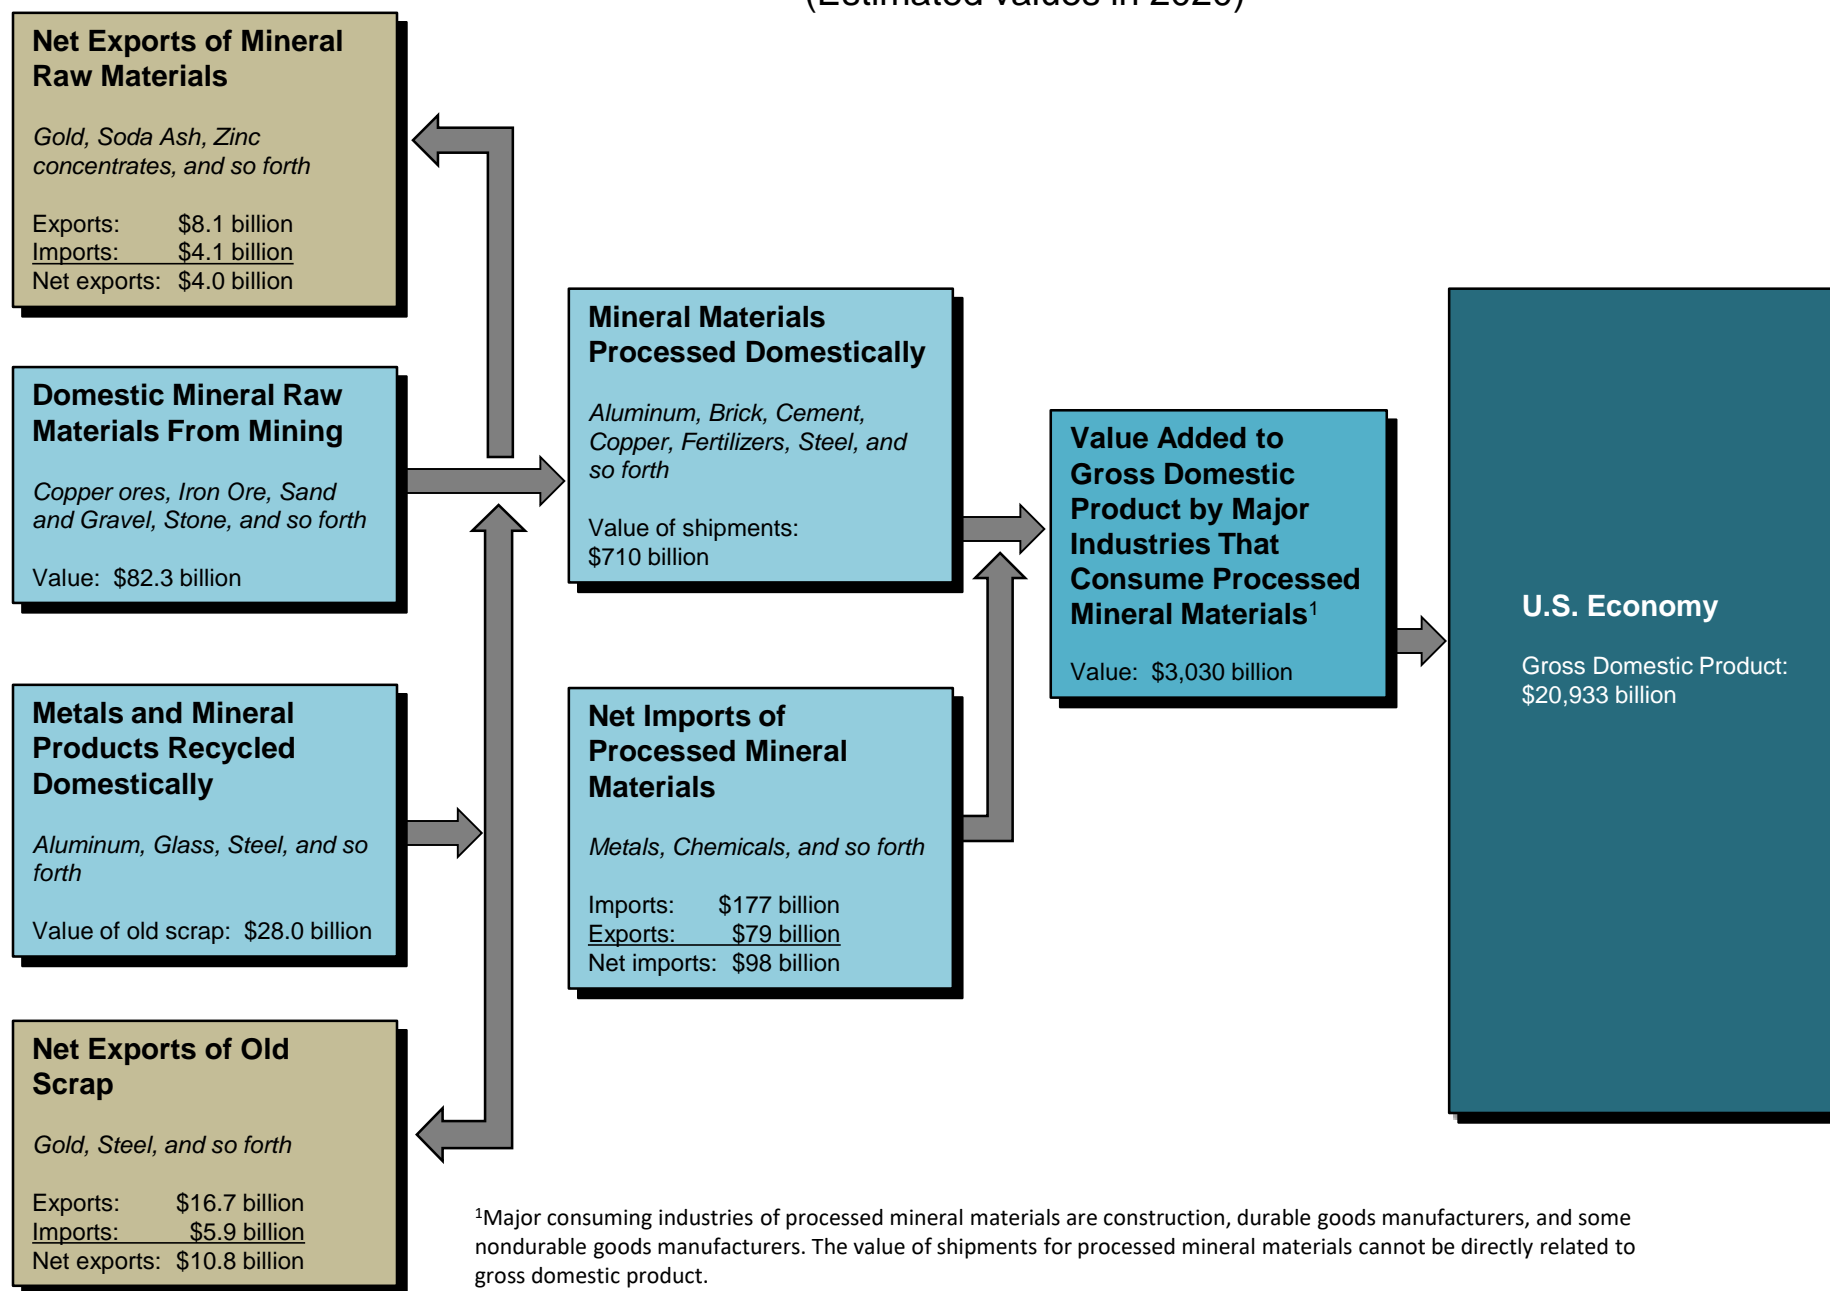 (Estimated values in 2020)
Net Exports of Mineral
Raw Materials
Gold, Soda Ash, Zinc
concentrates, and so forth
Exports: $8.1 billion
Imports: $4.1 billion
Net exports: $4.0 billion
Domestic Mineral Raw
Materials From Mining
Copper ores, Iron Ore, Sand
and Gravel, Stone, and so forth
Value: $82.3 billion
Metals and Mineral
Products Recycled
Domestically
Aluminum, Glass, Steel, and so
forth
Value of old scrap: $28.0 billion
Net Exports of Old
Scrap
Gold, Steel, and so forth
Exports: $16.7 billion
Imports: $5.9 billion
Net exports: $10.8 billion
Mineral Materials
Processed Domestically
Aluminum, Brick, Cement,
Copper, Fertilizers, Steel, and
so forth
Value of shipments:
$710 billion
Net Imports of
Processed Mineral
Materials
Metals, Chemicals, and so forth
Imports: $177 billion
Exports: $79 billion
Net imports: $98 billion
Value Added to
Gross Domestic
Product by Major
Industries That
Consume Processed
Mineral Materials¹
Value: $3,030 billion
U.S. Economy
Gross Domestic Product:
$20,933 billion
¹Major consuming industries of processed mineral materials are construction, durable goods manufacturers, and some
nondurable goods manufacturers. The value of shipments for processed mineral materials cannot be directly related to
gross domestic product.